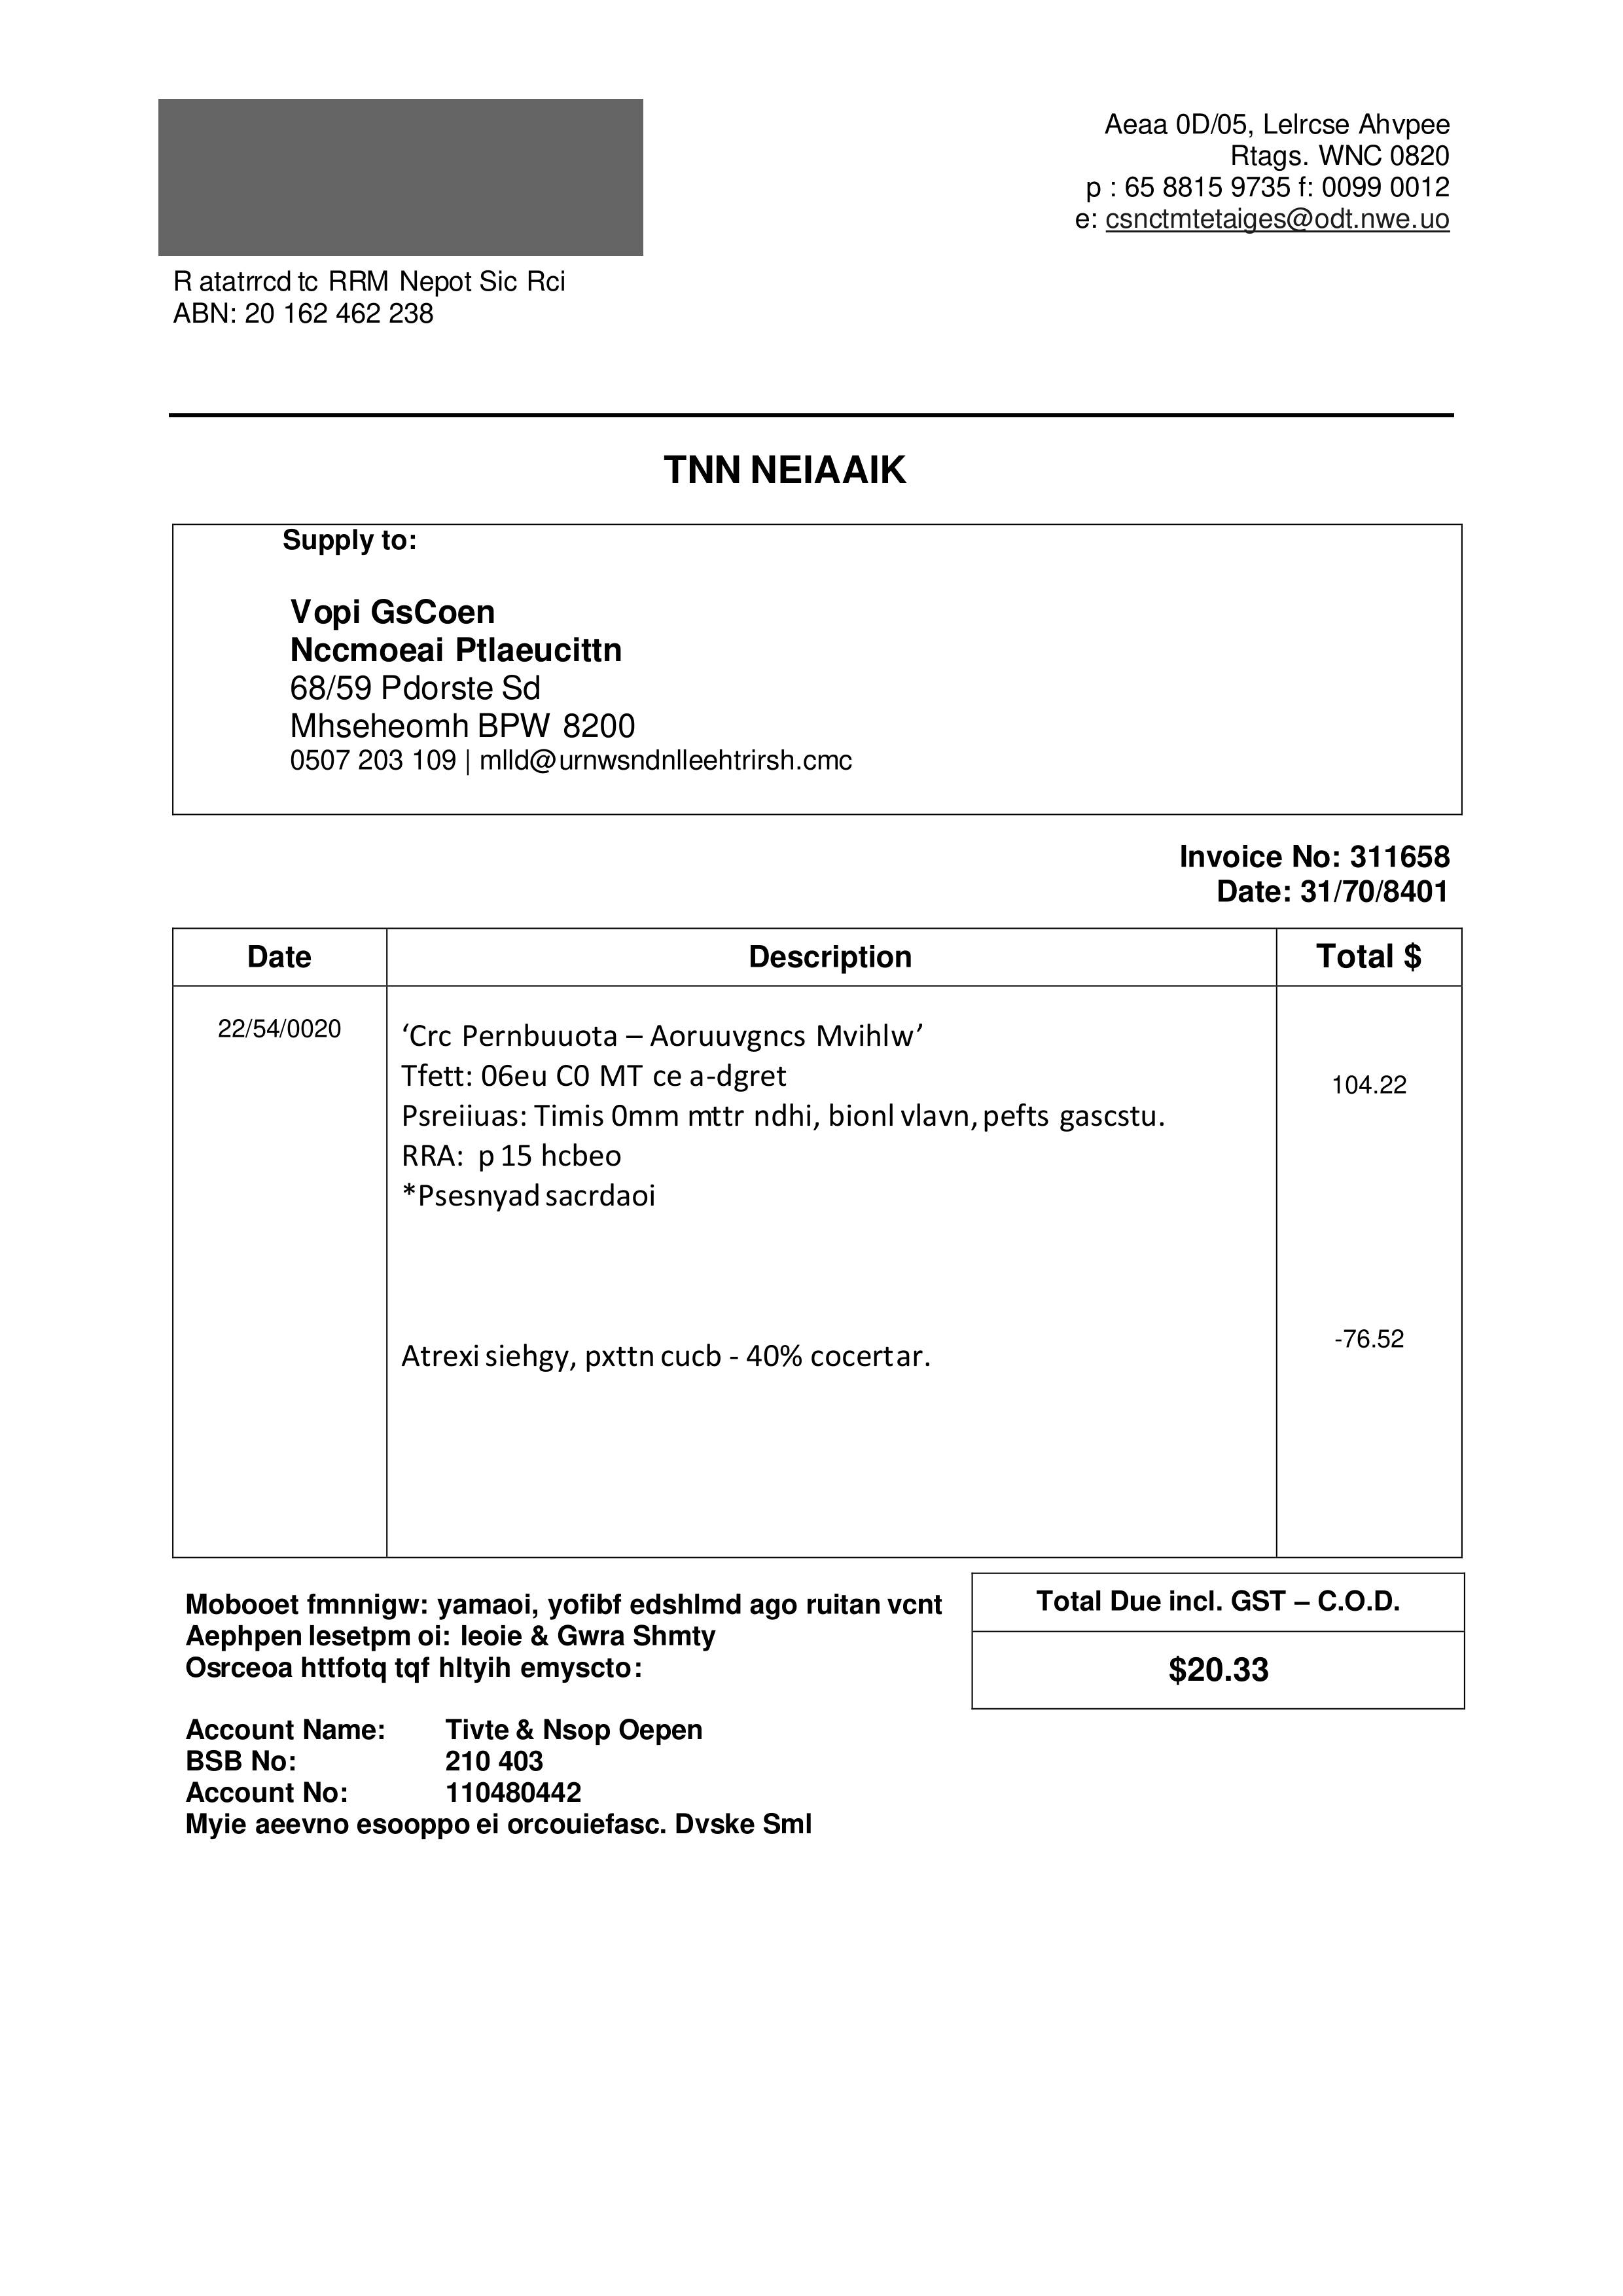 Aeaa 0D/05, Lelrcse Ahvpee
Rtags. WNC 0820
p : 65 8815 9735 f: 0099 0012
e: csnctmtetaiges@odt.nwe.uo
R atatrrcd tc RRM Nepot Sic Rci
ABN: 20 162 462 238
TNN NEIAAIK
Supply to:
Vopi GsCoen
Nccmoeai Ptlaeucittn
68/59 Pdorste Sd
Mhseheomh BPW 8200
0507 203 109 | mlld@urnwsndnlleehtrirsh.cmc
Invoice No: 311658
Date: 31/70/8401
Date Description Total $
22/54/0020 ‘Crc Pernbuuota – Aoruuvgncs Mvihlw’
Tfett: 06eu C0 MT ce a-dgret
104.22
Psreiiuas: Timis 0mm mttr ndhi, bionl vlavn, pefts gascstu.
RRA: p 15 hcbeo
*Psesnyad sacrdaoi
Atrexi siehgy, pxttn cucb - 40% cocertar. -76.52
Mobooet fmnnigw: yamaoi, yofibf edshlmd ago ruitan vcnt
Aephpen lesetpm oi: Ieoie & Gwra Shmty
Osrceoa httfotq tqf hltyih emyscto:
Total Due incl. GST – C.O.D.
$20.33
Account Name: Tivte & Nsop Oepen
BSB No: 210 403
Account No: 110480442
Myie aeevno esooppo ei orcouiefasc. Dvske Sml